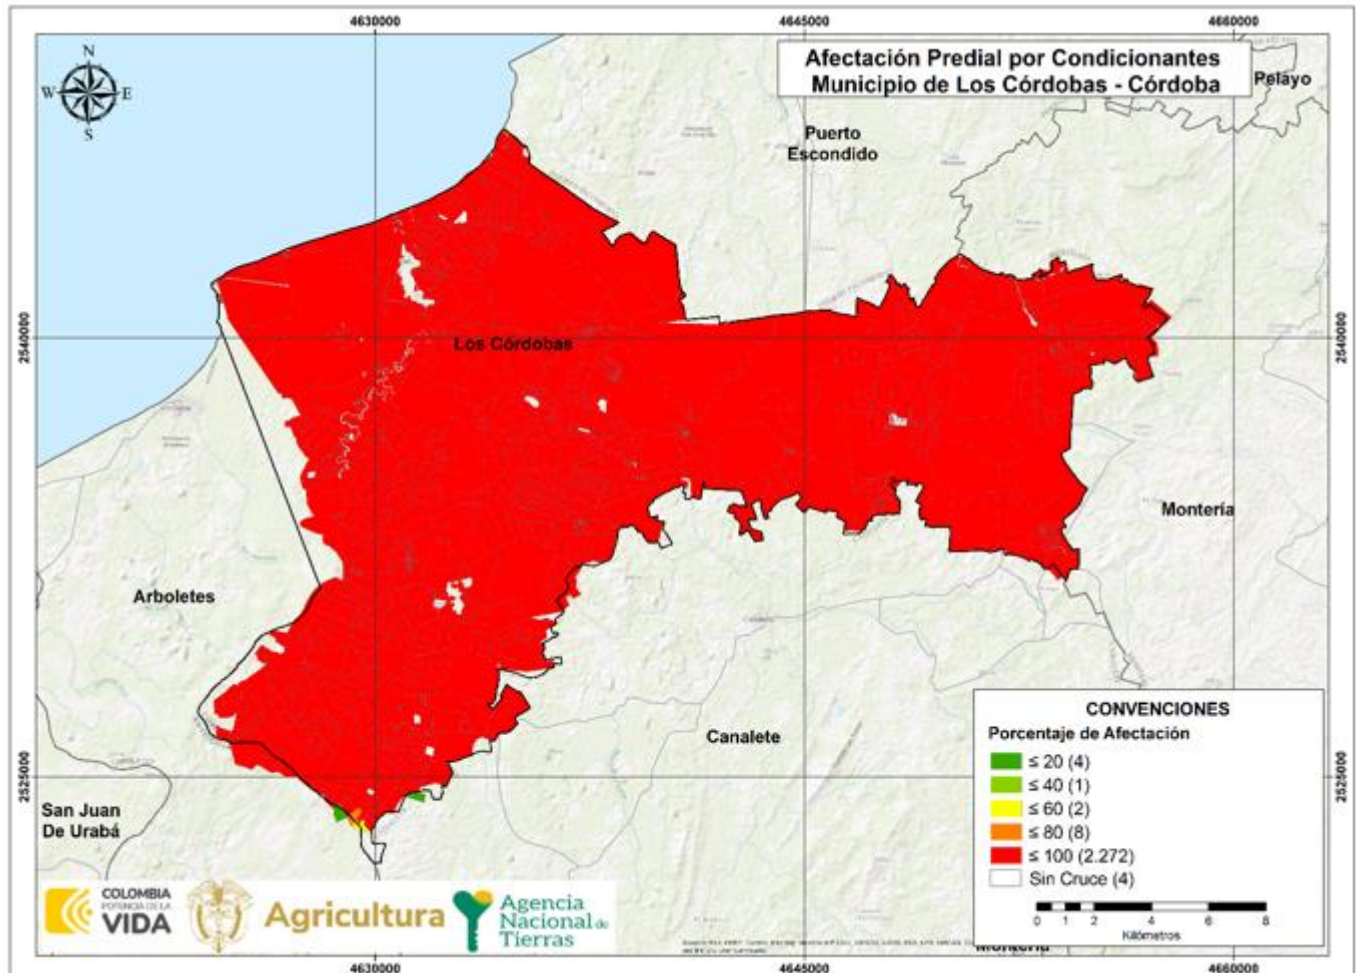 4630000
4645000
4660000
N
W
E
S
Afectación Predial por Condicionantes
Municipio de Los Córdobas - Córdoba
Pelayo
Puerto
Escondido
2540000
2540000
Los Córdobas
Montería
Arboletes
Canalete
San Juan
De Urabá
2525000
2525000
CONVENCIONES
Porcentaje de Afectación
≤ 20 (4)
≤ 40 (1)
≤ 60 (2)
≤ 80 (8)
≤ 100 (2.272)
Sin Cruce (4)
0 1 2 4 6 8
Kilómetros
COLOMBIA
POTENCIA DE LA
VIDA
Agricultura
Agencia
Nacional de
Tierras
Montería
4630000
4645000
4660000